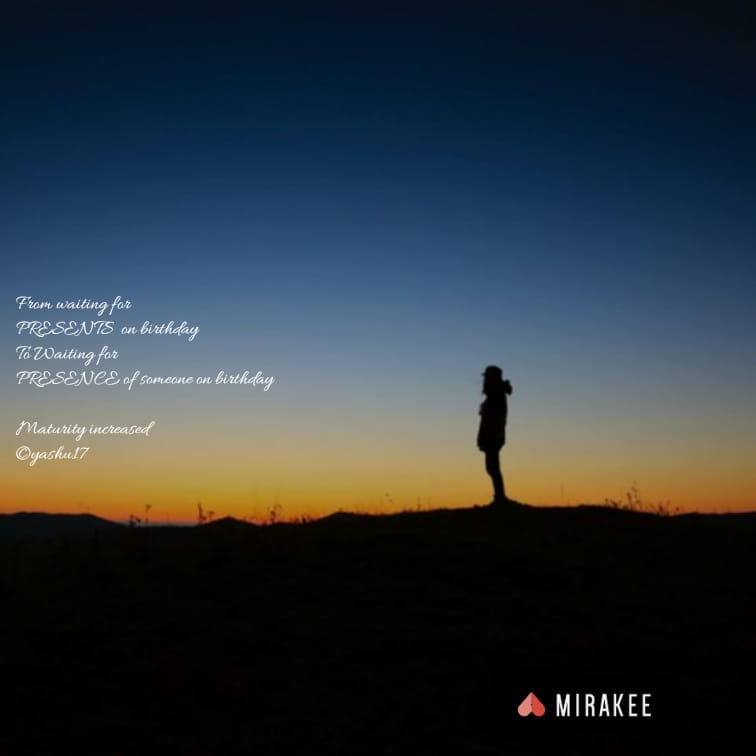 From waiting for
PRESENTS on birthday
To Waiting for
PRESENCE of someone on birthday
Maturity increased
©yashu17
MIRAKEE